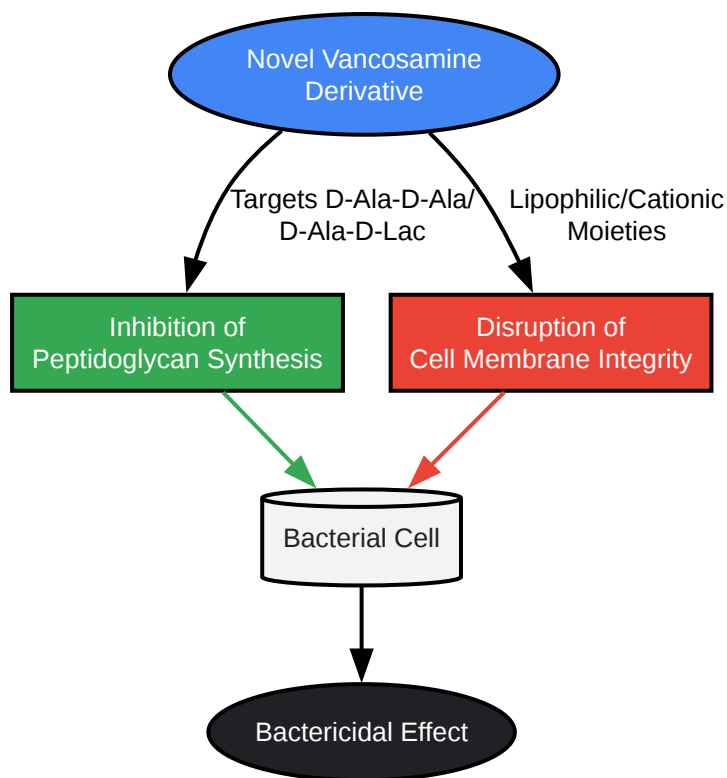 Novel Vancosamine
Derivative
Targets D-Ala-D-Ala/
D-Ala-D-Lac
Lipophilic/Cationic
Moieties
Inhibition of
Peptidoglycan Synthesis
Disruption of
Cell Membrane Integrity
Bacterial Cell
Bactericidal Effect